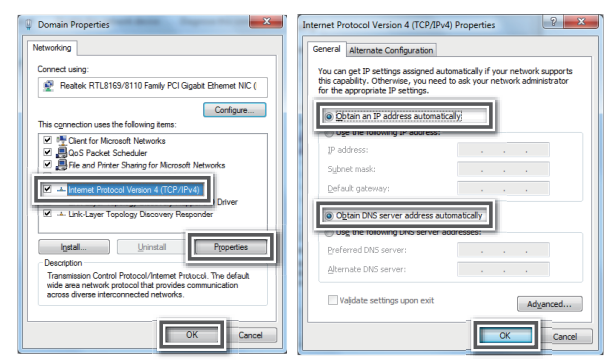 Domain Properties
Networking
Connect using:
Realtek RTL8169/8110 Family PCI Gigabit Ethernet NIC (
Configure...
This connection uses the following items:
Client for Microsoft Networks
QoS Packet Scheduler
File and Printer Sharing for Microsoft Networks
Internet Protocol Version 4 (TCP/IPv4)
Driver
Link-Layer Topology Discovery Responder
Install...
Uninstall
Properties
Description
Transmission Control Protocol/Internet Protocol. The default
wide area network protocol that provides communication
across diverse interconnected networks.
OK
Cancel
Internet Protocol Version 4 (TCP/IPv4) Properties
General
Alternate Configuration
You can get IP settings assigned automatically if your network supports
this capability. Otherwise, you need to ask your network administrator
for the appropriate IP settings.
Obtain an IP address automatically
Use the following IP address:
IP address:
Subnet mask:
Default gateway:
Obtain DNS server address automatically
Use the following DNS server addresses:
Preferred DNS server:
Alternate DNS server:
Validate settings upon exit
Advanced...
OK
Cancel